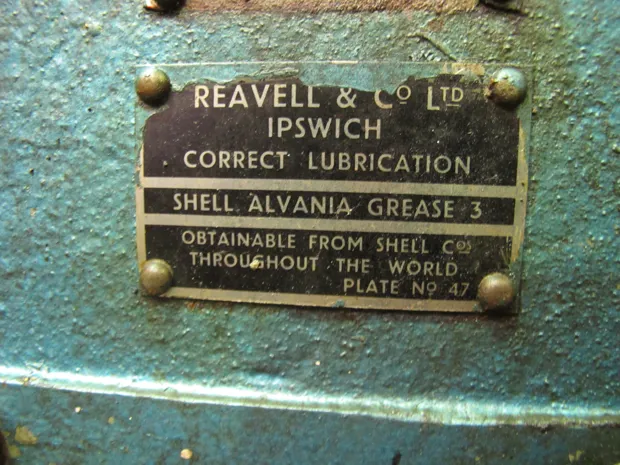 REAVELL & Cº LTD
IPSWICH
CORRECT LUBRICATION
SHELL ALVANIA GREASE 3
OBTAINABLE FROM SHELL COS
THROUGHOUT THE WORLD
PLATE Nº 47